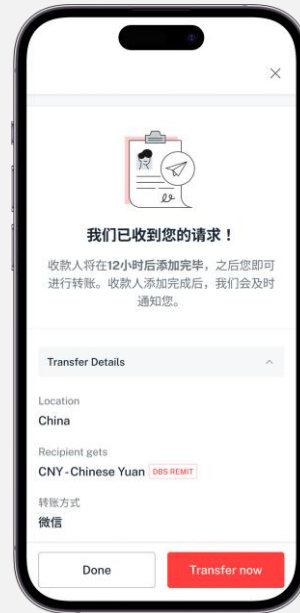 我们已收到您的请求！
收款人将在12小时后添加完毕，之后您即可
进行转账。收款人添加完成后，我们会及时
通知您。
Transfer Details
Location
China
Recipient gets
CNY - Chinese Yuan DBS REMIT
转账方式
微信
Done Transfer now